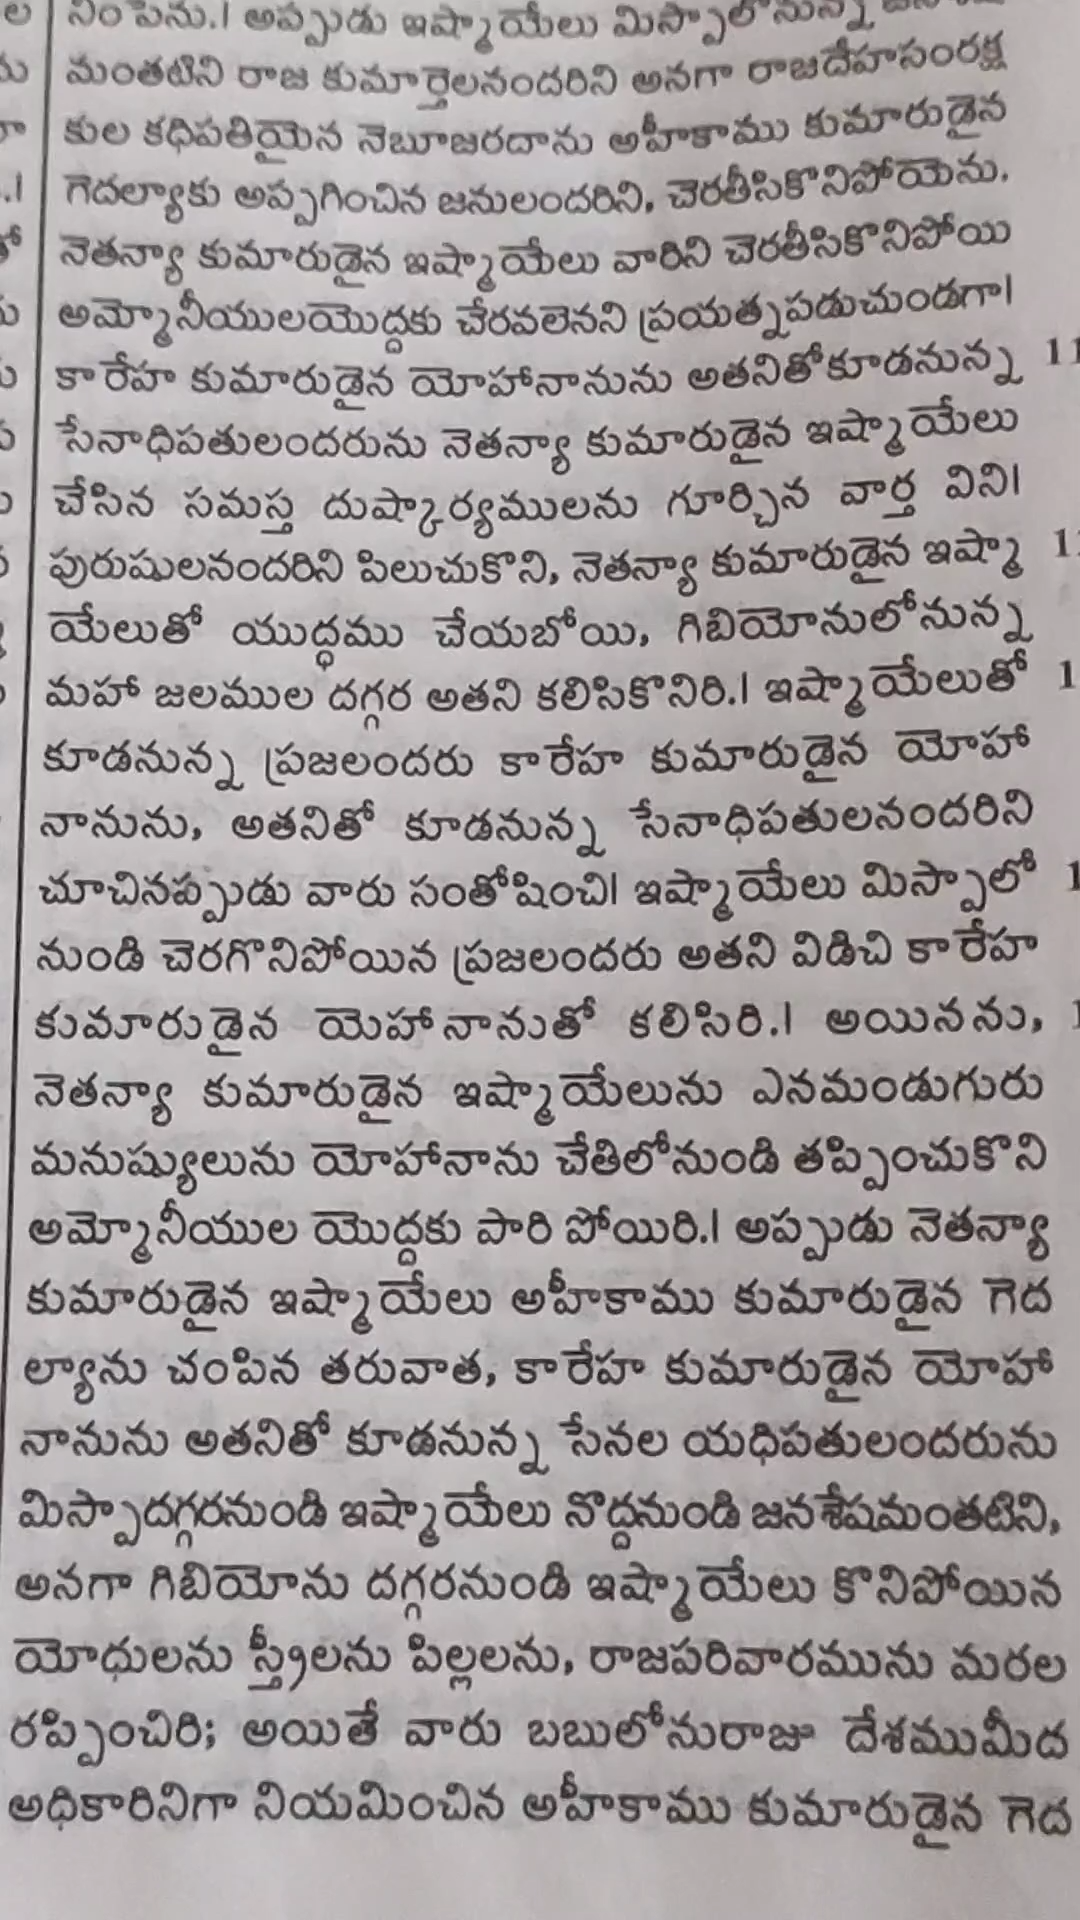 నింపెను.। అప్పుడు ఇష్మాయేలు మిస్పాలోనున్న
మంతటిని రాజ కుమార్తెలనందరిని అనగా రాజదేహసంరక్ష
కుల కధిపతియైన నెబూజరదాను అహీకాము కుమారుడైన
గెదల్యాకు అప్పగించిన జనులందరిని, చెరతీసికొనిపోయెను.
నెతన్యా కుమారుడైన ఇష్మాయేలు వారిని చెరతీసికొనిపోయి
అమ్మోనీయులయొద్దకు చేరవలెనని ప్రయత్నపడుచుండగా।
కారేహ కుమారుడైన యోహానానును అతనితోకూడనున్న 11
సేనాధిపతులందరును నెతన్యా కుమారుడైన ఇష్మాయేలు
చేసిన సమస్త దుష్కార్యములను గూర్చిన వార్త విని।
పురుషులనందరిని పిలుచుకొని, నెతన్యా కుమారుడైన ఇష్మా
యేలుతో యుద్ధము చేయబోయి, గిబియోనులోనున్న
మహా జలముల దగ్గర అతని కలిసికొనిరి.। ఇష్మాయేలుతో
కూడనున్న ప్రజలందరు కారేహ కుమారుడైన యోహా
నానును, అతనితో కూడనున్న సేనాధిపతులనందరిని
చూచినప్పుడు వారు సంతోషించి। ఇష్మాయేలు మిస్పాలో
నుండి చెరగొనిపోయిన ప్రజలందరు అతని విడిచి కారేహ
కుమారుడైన యెహానానుతో కలిసిరి.। అయినను,
నెతన్యా కుమారుడైన ఇష్మాయేలును ఎనమండుగురు
మనుష్యులును యోహానాను చేతిలోనుండి తప్పించుకొని
అమ్మోనీయుల యొద్దకు పారి పోయిరి.। అప్పుడు నెతన్యా
కుమారుడైన ఇష్మాయేలు అహీకాము కుమారుడైన గెద
ల్యాను చంపిన తరువాత, కారేహ కుమారుడైన యోహా
నానును అతనితో కూడనున్న సేనల యధిపతులందరును
మిస్పాదగ్గరనుండి ఇష్మాయేలు నొద్దనుండి జనశేషమంతటిని,
అనగా గిబియోను దగ్గరనుండి ఇష్మాయేలు కొనిపోయిన
యోధులను స్త్రీలను పిల్లలను, రాజపరివారమును మరల
రప్పించిరి; అయితే వారు బబులోనురాజు దేశముమీద
అధికారినిగా నియమించిన అహీకాము కుమారుడైన గెద